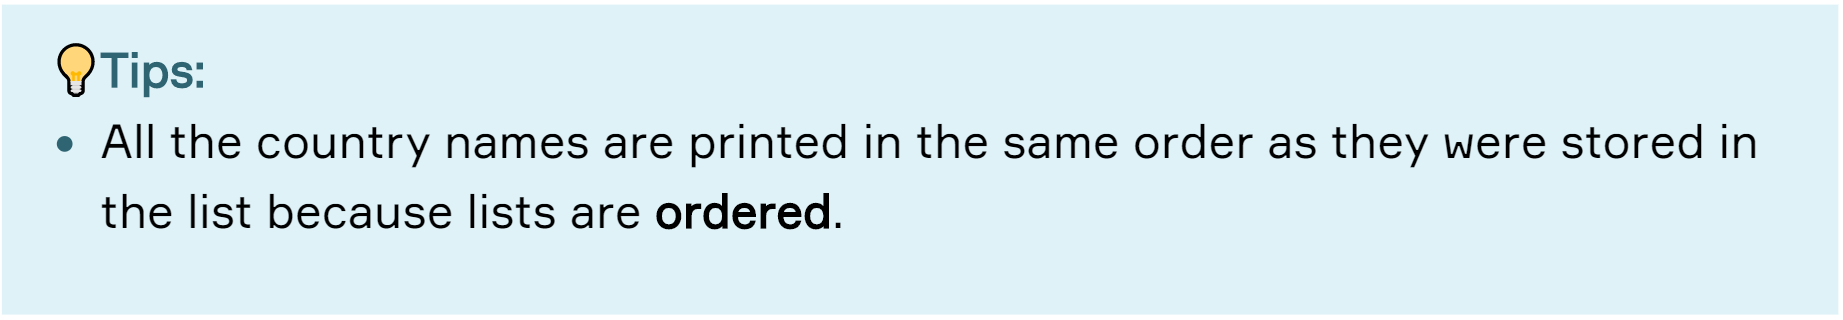 Tips:
• All the country names are printed in the same order as they were stored in
the list because lists are ordered.